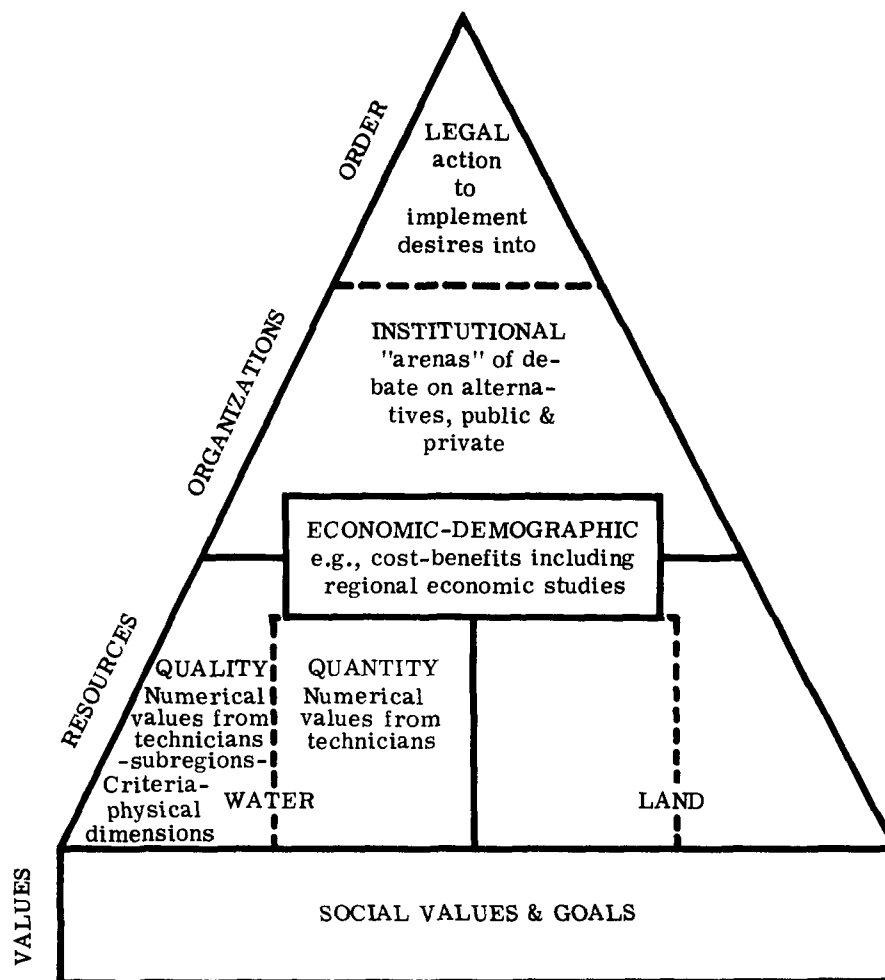 ORDER
LEGAL
action
to
implement
desires into
ORGANIZATIONS
INSTITUTIONAL
"arenas" of de-
bate on alterna-
tives, public &
private
ECONOMIC-DEMOGRAPHIC
e.g., cost-benefits including
regional economic studies
RESOURCES
QUALITY
Numerical
values from
technicians
-subregions-
Criteria-
physical
dimensions
QUANTITY
Numerical
values from
technicians
WATER
LAND
VALUES
SOCIAL VALUES & GOALS